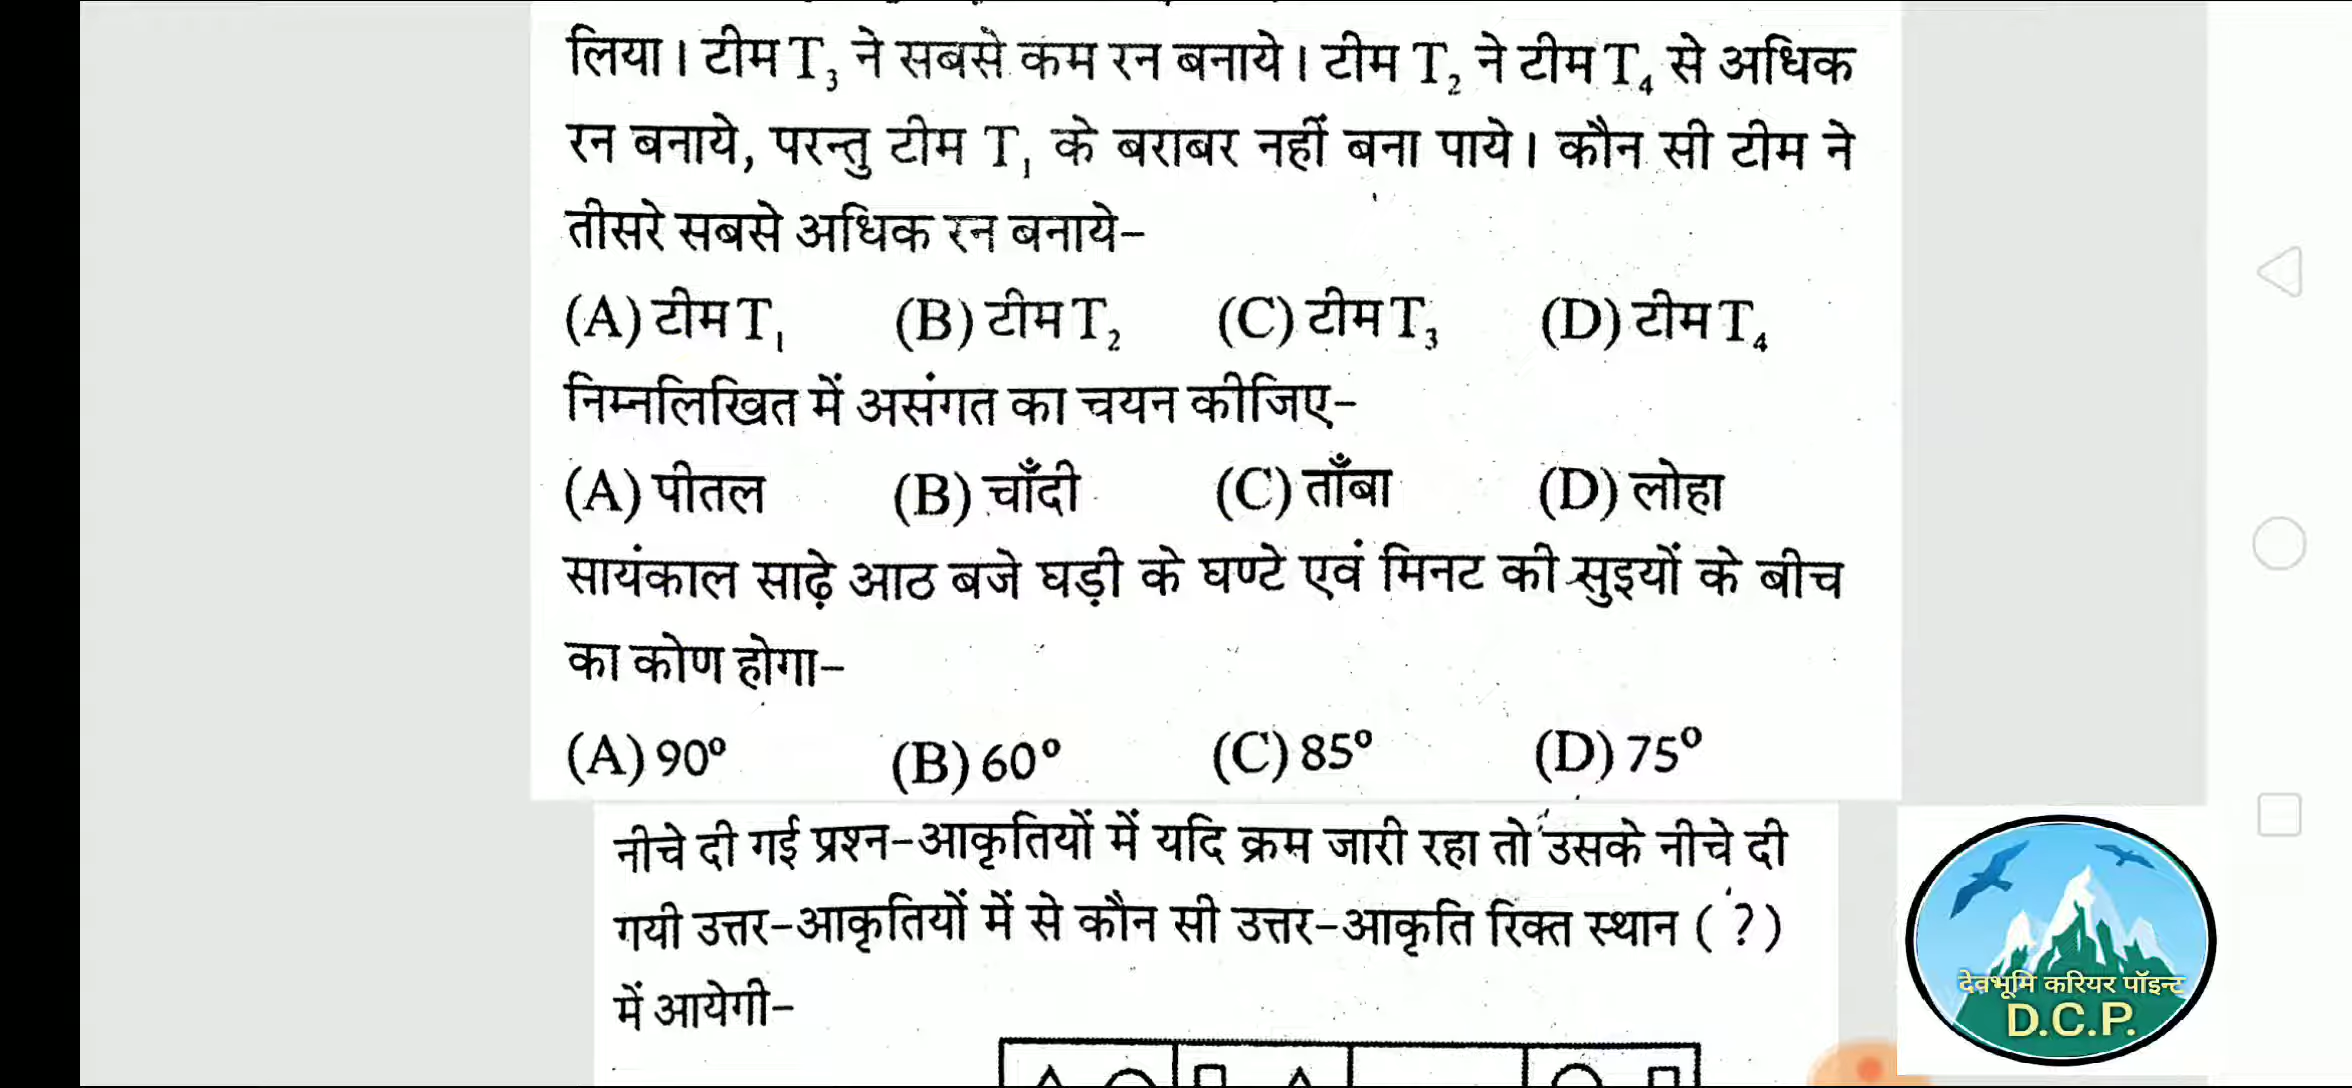 लिया। टीम T₃ ने सबसे कम रन बनाये। टीम T₂ ने टीम T₄ से अधिक
रन बनाये, परन्तु टीम T₁ के बराबर नहीं बना पाये। कौन सी टीम ने
तीसरे सबसे अधिक रन बनाये–
(A) टीम T₁ (B) टीम T₂ (C) टीम T₃ (D) टीम T₄
निम्नलिखित में असंगत का चयन कीजिए–
(A) पीतल (B) चाँदी (C) ताँबा (D) लोहा
सायंकाल साढ़े आठ बजे घड़ी के घण्टे एवं मिनट की सुइयों के बीच
का कोण होगा–
(A) 90° (B) 60° (C) 85° (D) 75°
नीचे दी गई प्रश्न-आकृतियों में यदि क्रम जारी रहा तो उसके नीचे दी
गयी उत्तर-आकृतियों में से कौन सी उत्तर-आकृति रिक्त स्थान ( ? )
में आयेगी–
देवभूमि करियर पॉइन्ट
D.C.P.